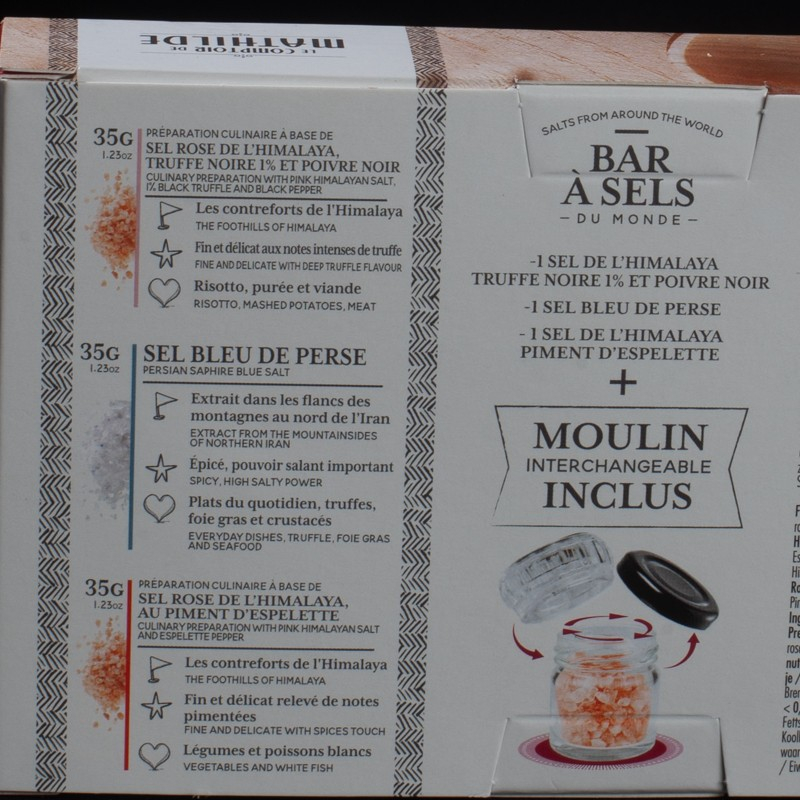 LE COMPTOIR DE
MATHILDE
35G
1.23oz
PRÉPARATION CULINAIRE À BASE DE
SEL ROSE DE L'HIMALAYA,
TRUFFE NOIRE 1% ET POIVRE NOIR
CULINARY PREPARATION WITH PINK HIMALAYAN SALT,
1% BLACK TRUFFLE AND BLACK PEPPER
Les contreforts de l'Himalaya
THE FOOTHILLS OF HIMALAYA
Fin et délicat aux notes intenses de truffe
FINE AND DELICATE WITH DEEP TRUFFLE FLAVOUR
Risotto, purée et viande
RISOTTO, MASHED POTATOES, MEAT
35G
1.23oz
SEL BLEU DE PERSE
PERSIAN SAPHIRE BLUE SALT
Extrait dans les flancs des
montagnes au nord de l'Iran
EXTRACT FROM THE MOUNTAINSIDES
OF NORTHERN IRAN
Épicé, pouvoir salant important
SPICY, HIGH SALTY POWER
Plats du quotidien, truffes,
foie gras et crustacés
EVERYDAY DISHES, TRUFFLE, FOIE GRAS
AND SEAFOOD
35G
1.23oz
PRÉPARATION CULINAIRE À BASE DE
SEL ROSE DE L'HIMALAYA,
AU PIMENT D'ESPELETTE
CULINARY PREPARATION WITH PINK HIMALAYAN SALT
AND ESPELETTE PEPPER
Les contreforts de l'Himalaya
THE FOOTHILLS OF HIMALAYA
Fin et délicat relevé de notes
pimentées
FINE AND DELICATE WITH SPICES TOUCH
Légumes et poissons blancs
VEGETABLES AND WHITE FISH
SALTS FROM AROUND THE WORLD
BAR
À SELS
- DU MONDE -
-1 SEL DE L'HIMALAYA
TRUFFE NOIRE 1% ET POIVRE NOIR
-1 SEL BLEU DE PERSE
- 1 SEL DE L'HIMALAYA
PIMENT D'ESPELETTE
+
MOULIN
INTERCHANGEABLE
INCLUS